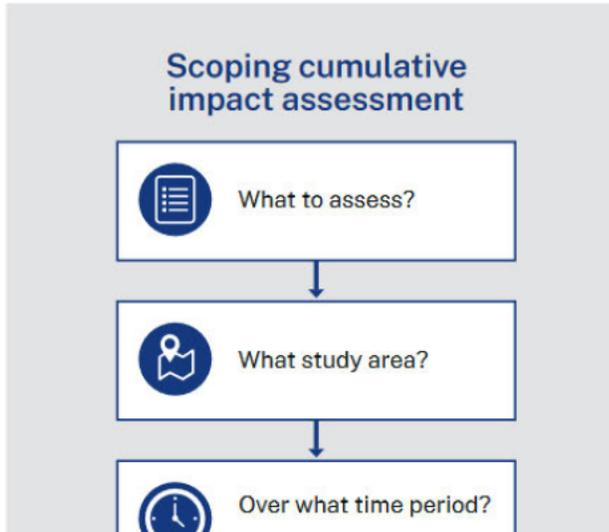 Scoping cumulative
impact assessment
What to assess?
What study area?
Over what time period?